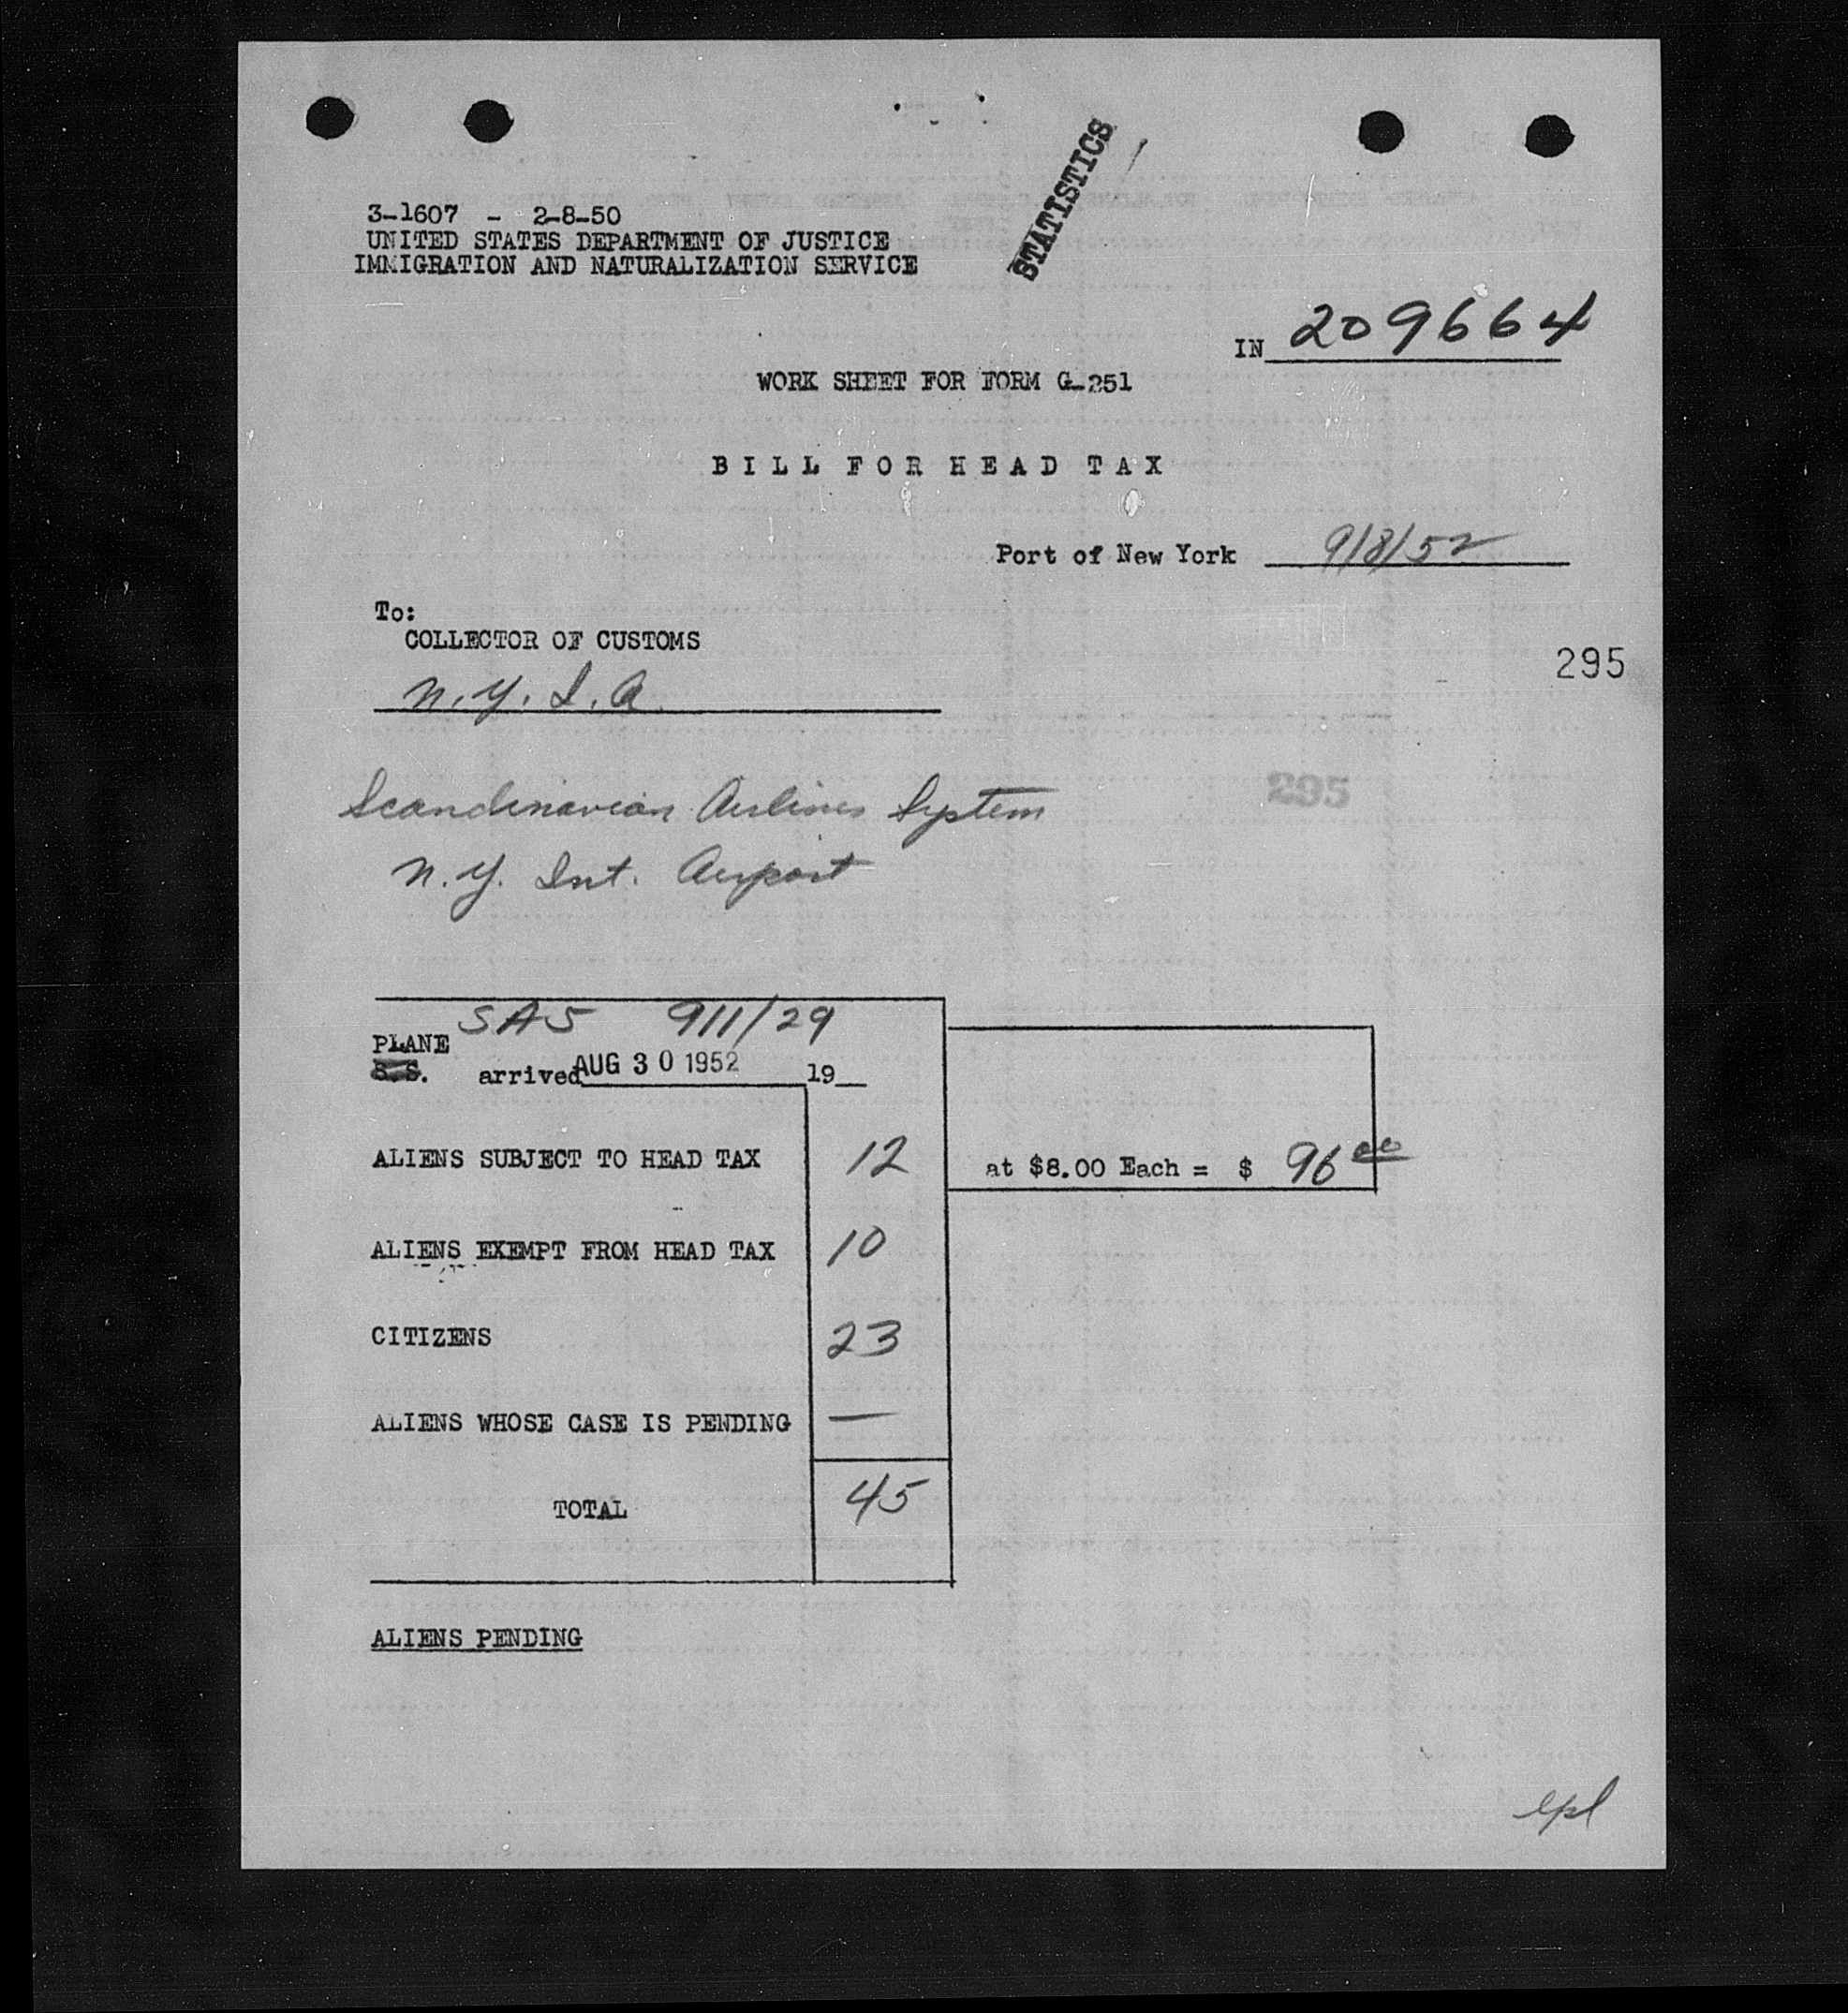 STATISTICS
3-1607 - 2-8-50
UNITED STATES DEPARTMENT OF JUSTICE
IMMIGRATION AND NATURALIZATION SERVICE
IN 209664
WORK SHEET FOR FORM G-251
BILL FOR HEAD TAX
Port of New York 9/8/52
To:
COLLECTOR OF CUSTOMS
295
N.Y.I.A.
Scandinavian Airlines System
295
N.Y. Int. Airport
SAS 911/29
PLANE
S.S. arrived AUG 30 1952 19__
ALIENS SUBJECT TO HEAD TAX 12 at $8.00 Each = $ 96 00
ALIENS EXEMPT FROM HEAD TAX 10
CITIZENS 23
ALIENS WHOSE CASE IS PENDING —
TOTAL 45
ALIENS PENDING